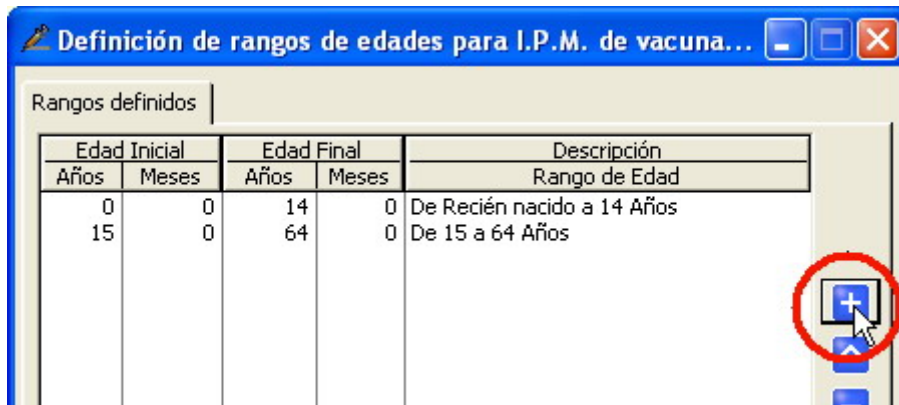 Definición de rangos de edades para I.P.M. de vacuna...
Rangos definidos
Edad Inicial Edad Final Descripción
Años Meses Años Meses Rango de Edad
0 0 14 0 De Recién nacido a 14 Años
15 0 64 0 De 15 a 64 Años